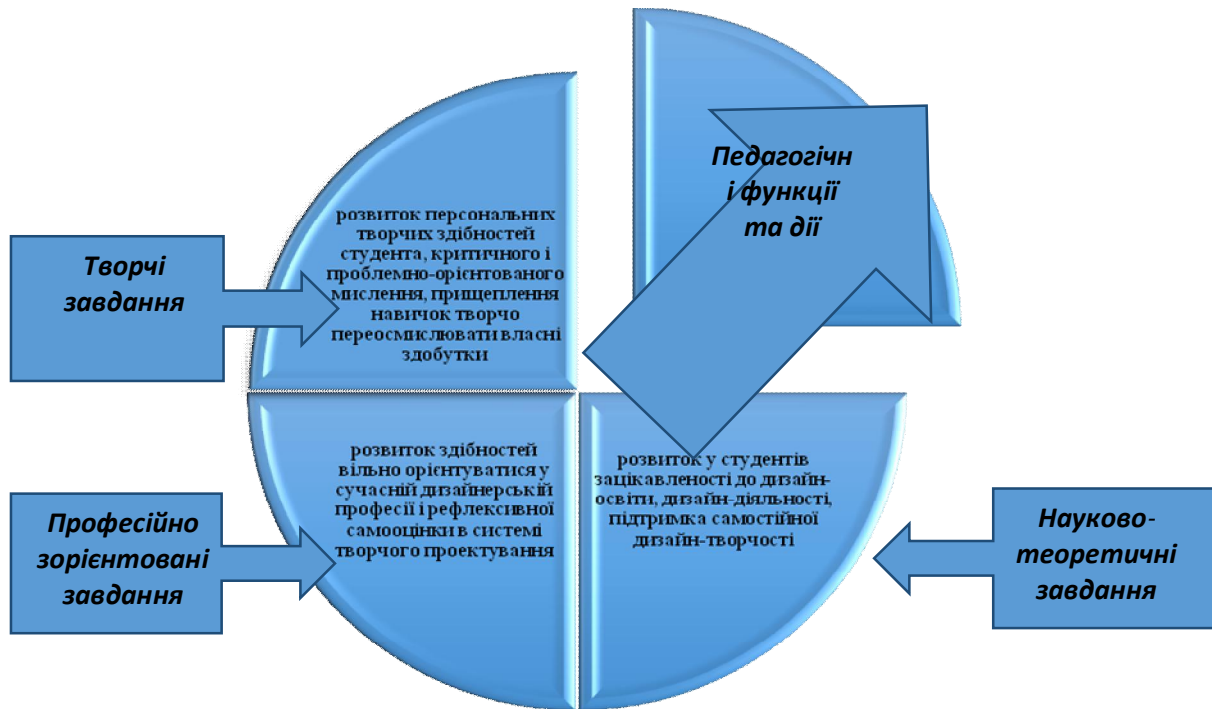 Педагогічн
і функції
та дії
розвиток персональних
творчих здібностей
студента, критичного і
проблемно-орієнтованого
мислення, прищеплення
навичок творчо
переосмислювати власні
здобутки
Творчі
завдання
розвиток здібностей
вільно орієнтуватися у
сучасній дизайнерській
професії і рефлексивної
самооцінки в системі
творчого проектування
розвиток у студентів
зацікавленості до дизайн-
освіти, дизайн-діяльності,
підтримка самостійної
дизайн-творчості
Професійно
зорієнтовані
завдання
Науково-
теоретичні
завдання